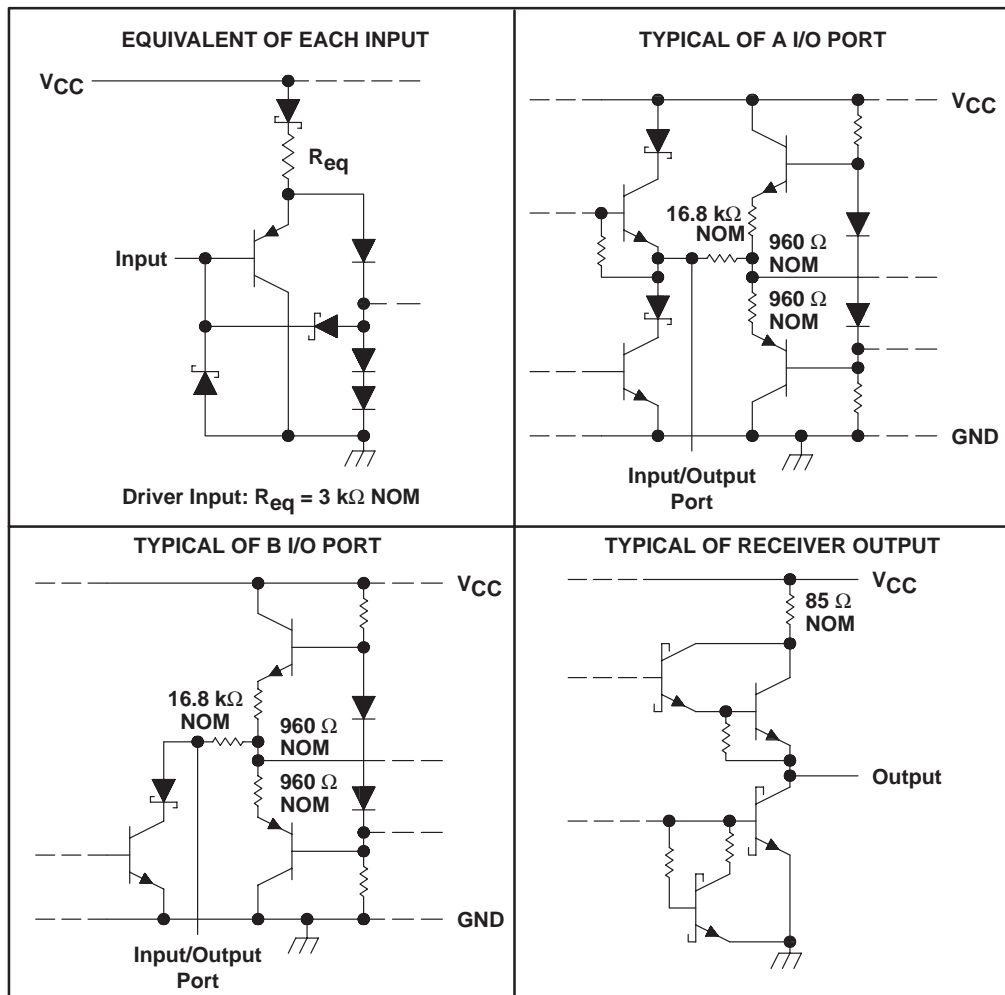 EQUIVALENT OF EACH INPUT
VCC
Req
Input
Driver Input: Req = 3 kΩ NOM
TYPICAL OF A I/O PORT
VCC
16.8 kΩ
NOM
960 Ω
NOM
960 Ω
NOM
GND
Input/Output
Port
TYPICAL OF B I/O PORT
VCC
16.8 kΩ
NOM
960 Ω
NOM
960 Ω
NOM
GND
Input/Output
Port
TYPICAL OF RECEIVER OUTPUT
VCC
85 Ω
NOM
Output